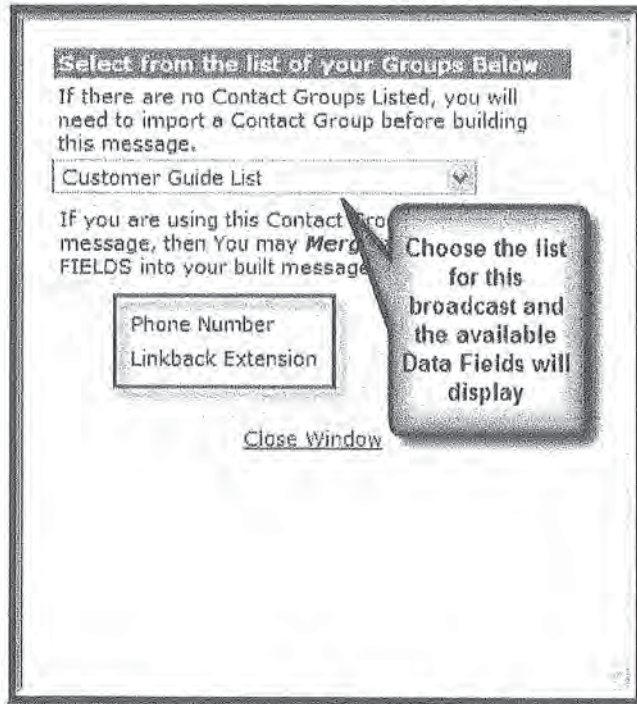 Select from the list of your Groups Below
If there are no Contact Groups Listed, you will
need to import a Contact Group before building
this message.
Customer Guide List
If you are using this Contact
message, then You may
FIELDS into your built message
Choose the list
for this
broadcast and
the available
Data Fields will
display
Phone Number
Linkback Extension
Close Window